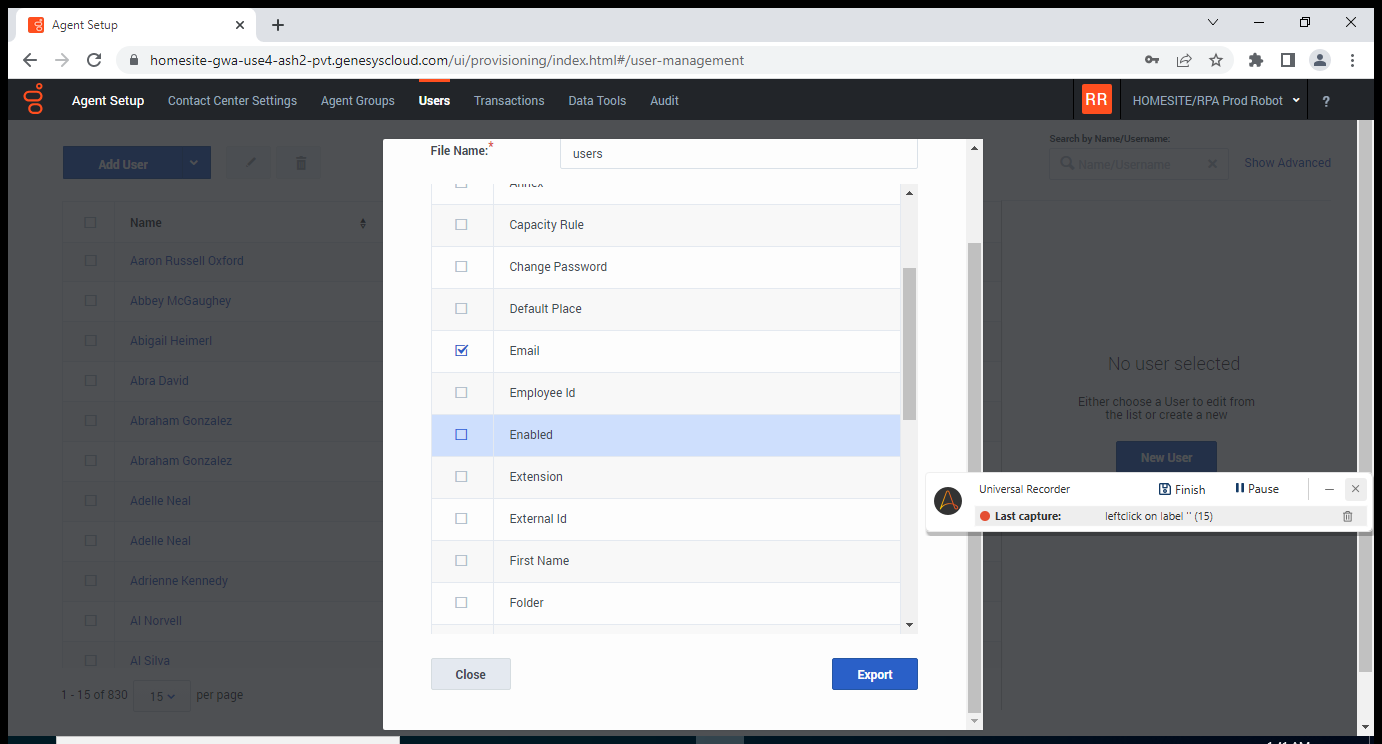 Agent Setup
homesite-gwa-use4-ash2-pvt.genesyscloud.com/ui/provisioning/index.html#/user-management
Agent Setup Contact Center Settings Agent Groups Users Transactions Data Tools Audit RR HOMESITE/RPA Prod Robot ?
Search by Name/Username:
Add User
Name/Username
Show Advanced
Name
Aaron Russell Oxford
Abbey McGaughey
Abigail Heimerl
Abra David
Abraham Gonzalez
Abraham Gonzalez
Adelle Neal
Adelle Neal
Adrienne Kennedy
Al Norvell
Al Silva
1 - 15 of 830 15 per page
File Name:* users
Annex
Capacity Rule
Change Password
Default Place
Email
Employee Id
Enabled
Extension
External Id
First Name
Folder
Close Export
No user selected
Either choose a User to edit from
the list or create a new
New User
Universal Recorder Finish Pause
Last capture: leftclick on label '' (15)